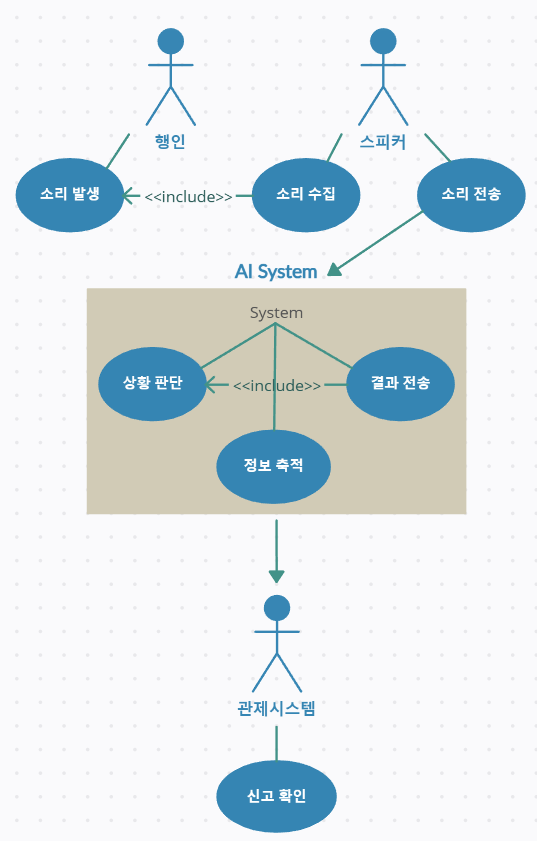 행인
스피커
소리 발생
<<include>>
소리 수집
소리 전송
AI System
System
상황 판단
<<include>>
결과 전송
정보 축적
관제시스템
신고 확인